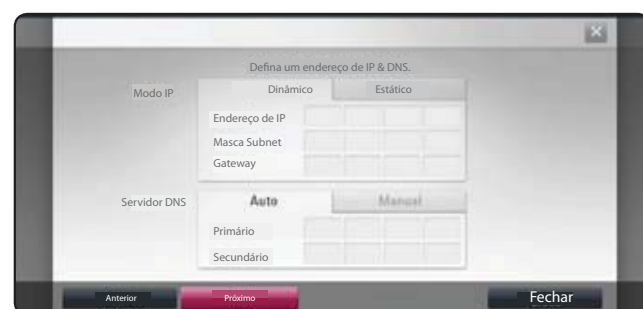 Defina um endereço de IP & DNS.
Modo IP
Dinâmico Estático
Endereço de IP
Masca Subnet
Gateway
Servidor DNS
Auto Manual
Primário
Secundário
Anterior Próximo Fechar